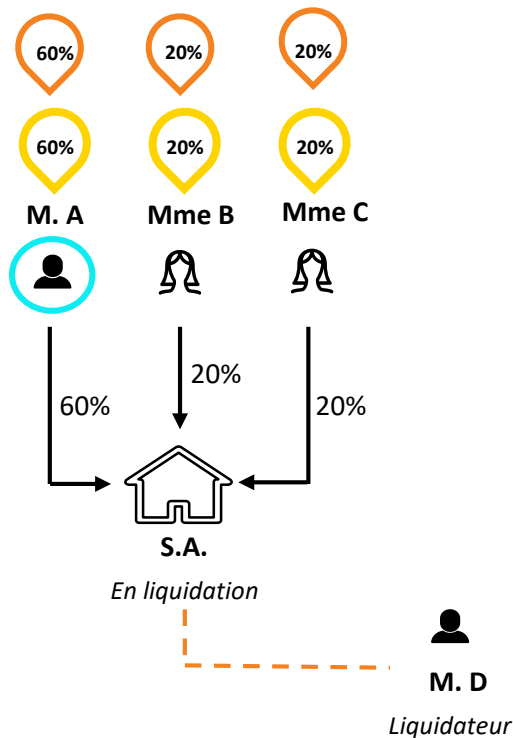 60% 20% 20%
60% 20% 20%
M. A Mme B Mme C
20%
60% 20%
S.A.
En liquidation
M. D
Liquidateur